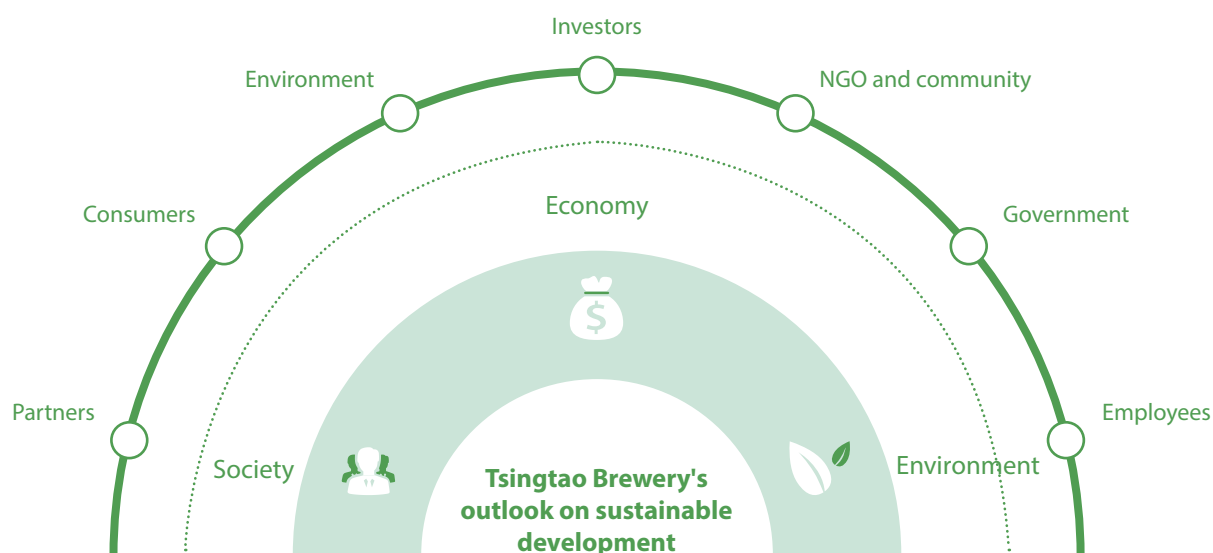 Investors
Environment
NGO and community
Consumers
Economy
Government
Partners
Employees
Society
Environment
Tsingtao Brewery's
outlook on sustainable
development